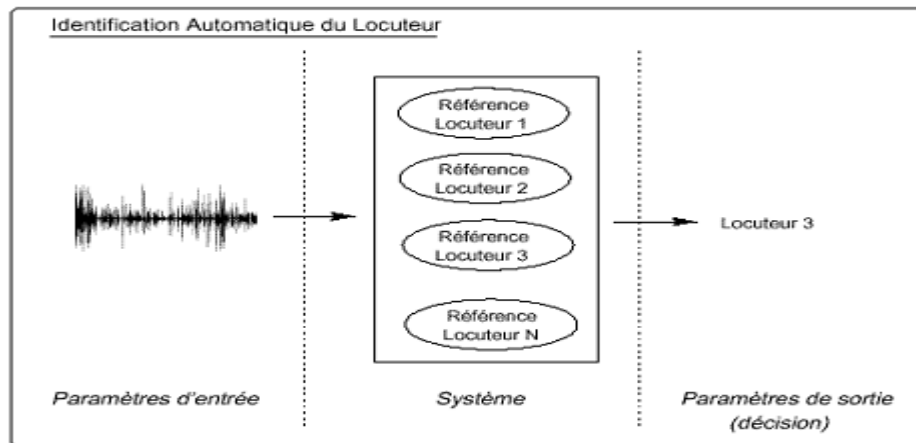 Identification Automatique du Locuteur
Référence
Locuteur 1
Référence
Locuteur 2
Référence
Locuteur 3
Référence
Locuteur N
Locuteur 3
Paramètres d'entrée
Système
Paramètres de sortie
(décision)